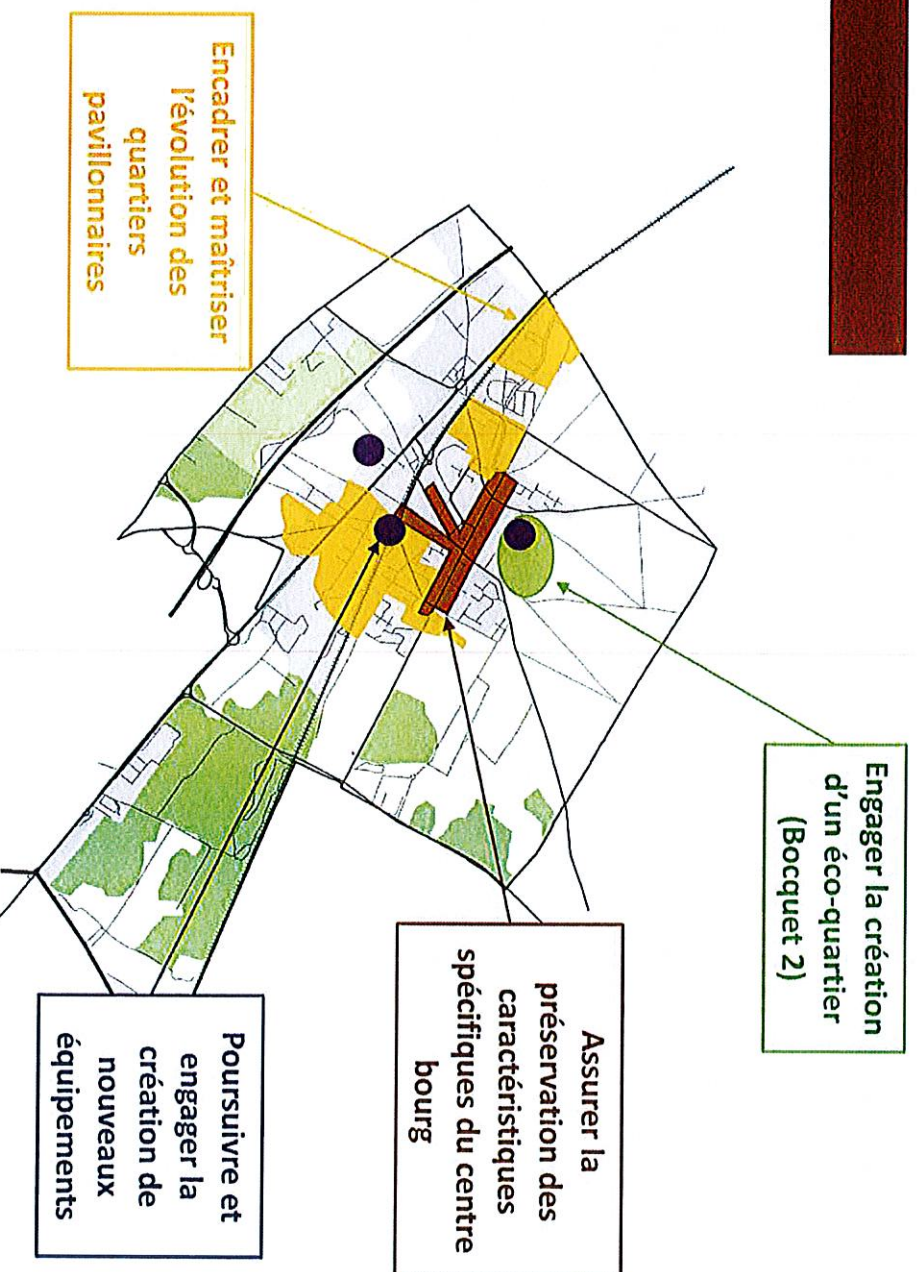 Engager la création
d'un éco-quartier
(Bocquet 2)
Assurer la
préservation des
caractéristiques
spécifiques du centre
bourg
Poursuivre et
engager la
création de
nouveaux
équipements
Encadrer et maîtriser
l'évolution des
quartiers
pavillonnaires